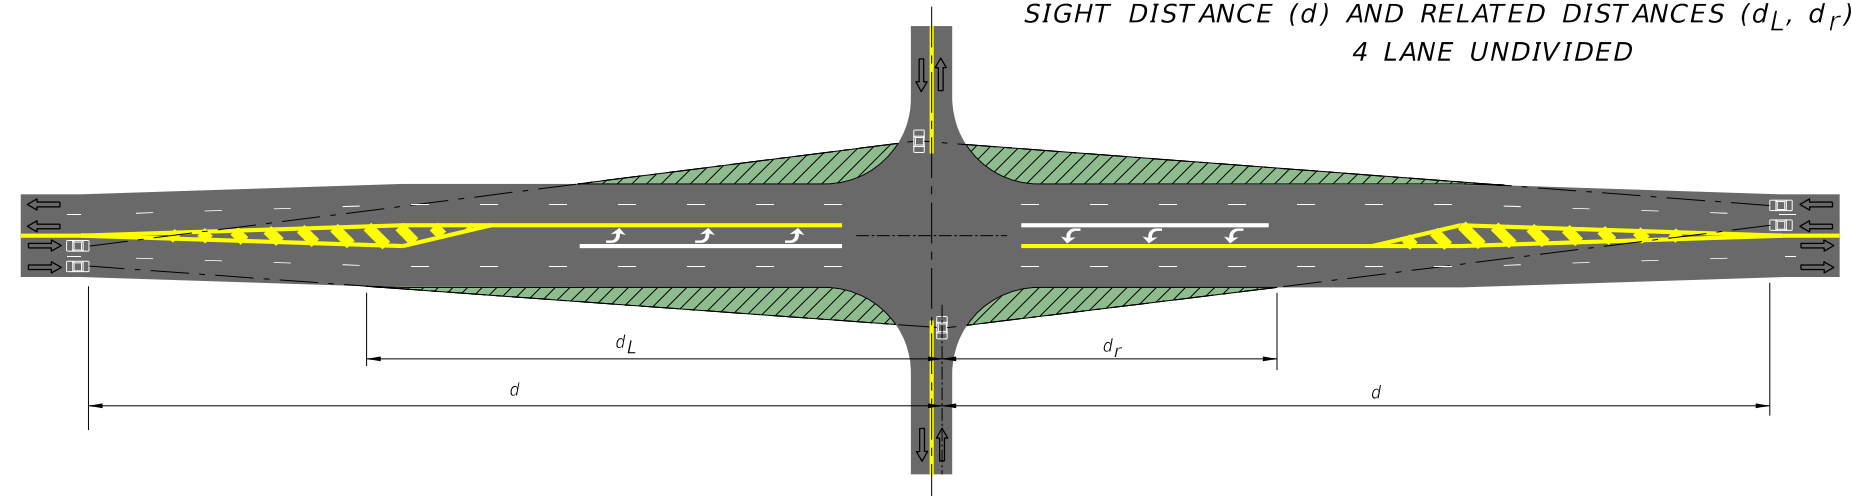 SIGHT DISTANCE (d) AND RELATED DISTANCES (dL, dr)
4 LANE UNDIVIDED
dL
dr
d
d